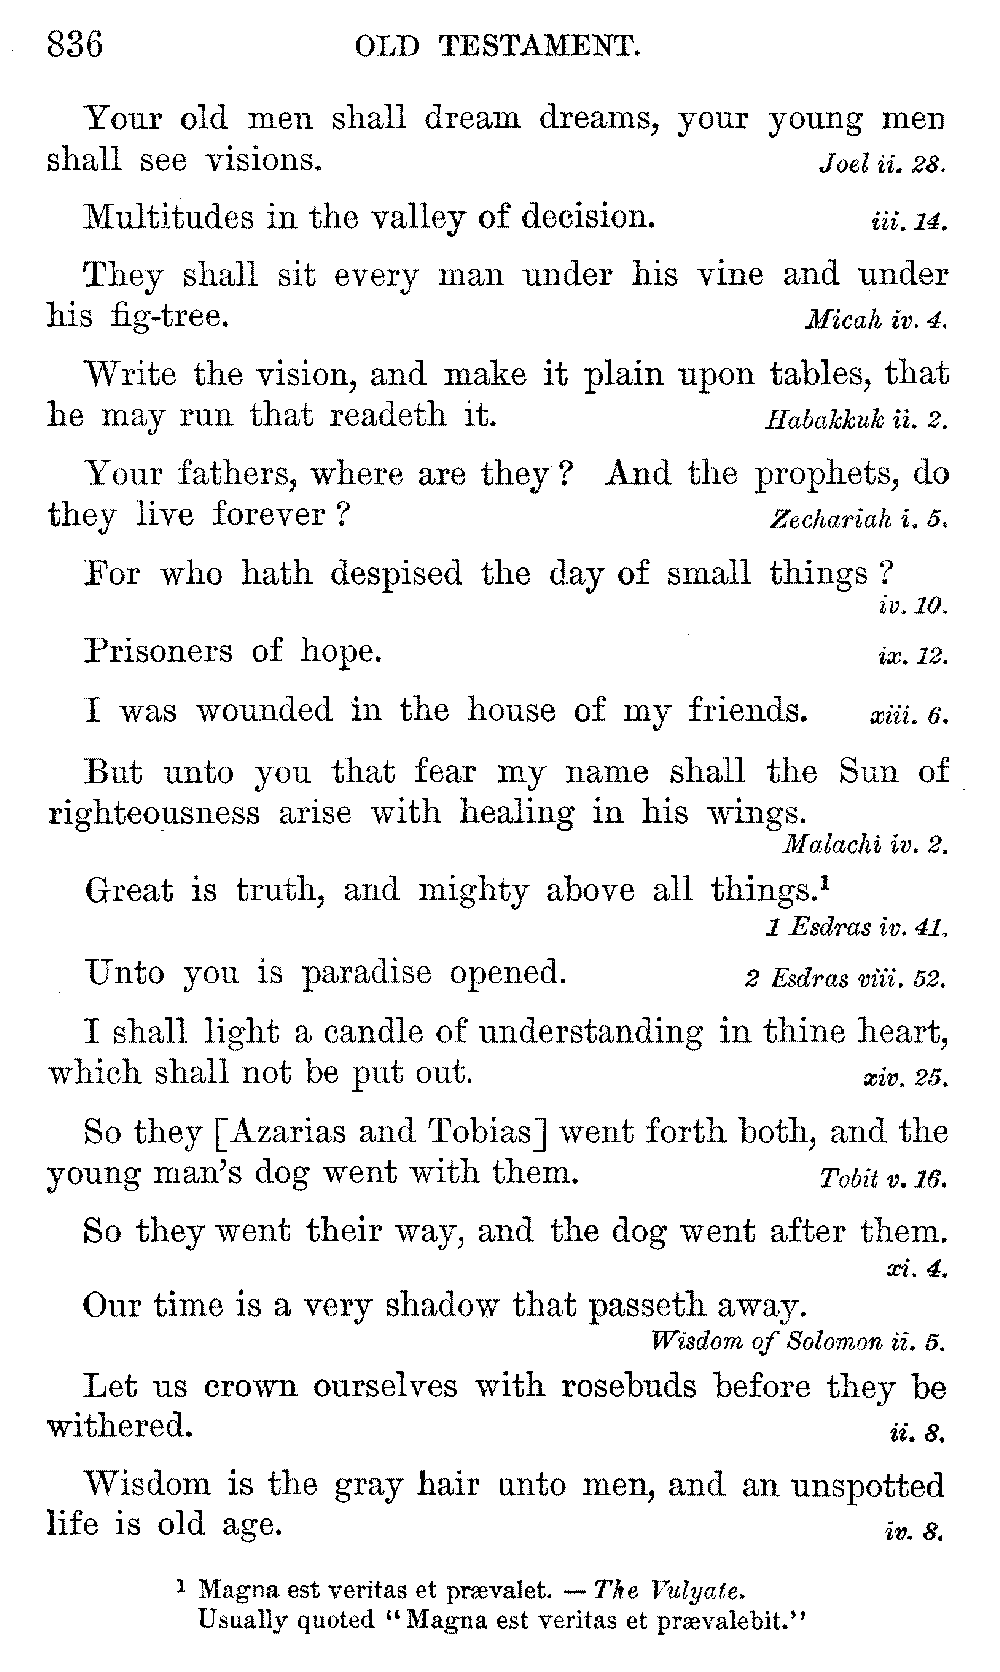 836 OLD TESTAMENT.
Your old men shall dream dreams, your young men
shall see visions. Joel ii. 28.
Multitudes in the valley of decision. iii. 14.
They shall sit every man under his vine and under
his fig-tree. Micah iv. 4.
Write the vision, and make it plain upon tables, that
he may run that readeth it. Habakkuk ii. 2.
Your fathers, where are they? And the prophets, do
they live forever? Zechariah i. 5.
For who hath despised the day of small things?
iv. 10.
Prisoners of hope. ix. 12.
I was wounded in the house of my friends. xiii. 6.
But unto you that fear my name shall the Sun of
righteousness arise with healing in his wings.
Malachi iv. 2.
Great is truth, and mighty above all things.¹
1 Esdras iv. 41.
Unto you is paradise opened. 2 Esdras viii. 52.
I shall light a candle of understanding in thine heart,
which shall not be put out. xiv. 25.
So they [Azarias and Tobias] went forth both, and the
young man's dog went with them. Tobit v. 16.
So they went their way, and the dog went after them.
xi. 4.
Our time is a very shadow that passeth away.
Wisdom of Solomon ii. 5.
Let us crown ourselves with rosebuds before they be
withered. ii. 8.
Wisdom is the gray hair unto men, and an unspotted
life is old age. iv. 8.
¹ Magna est veritas et prævalet. — The Vulgate.
Usually quoted "Magna est veritas et prævalebit."